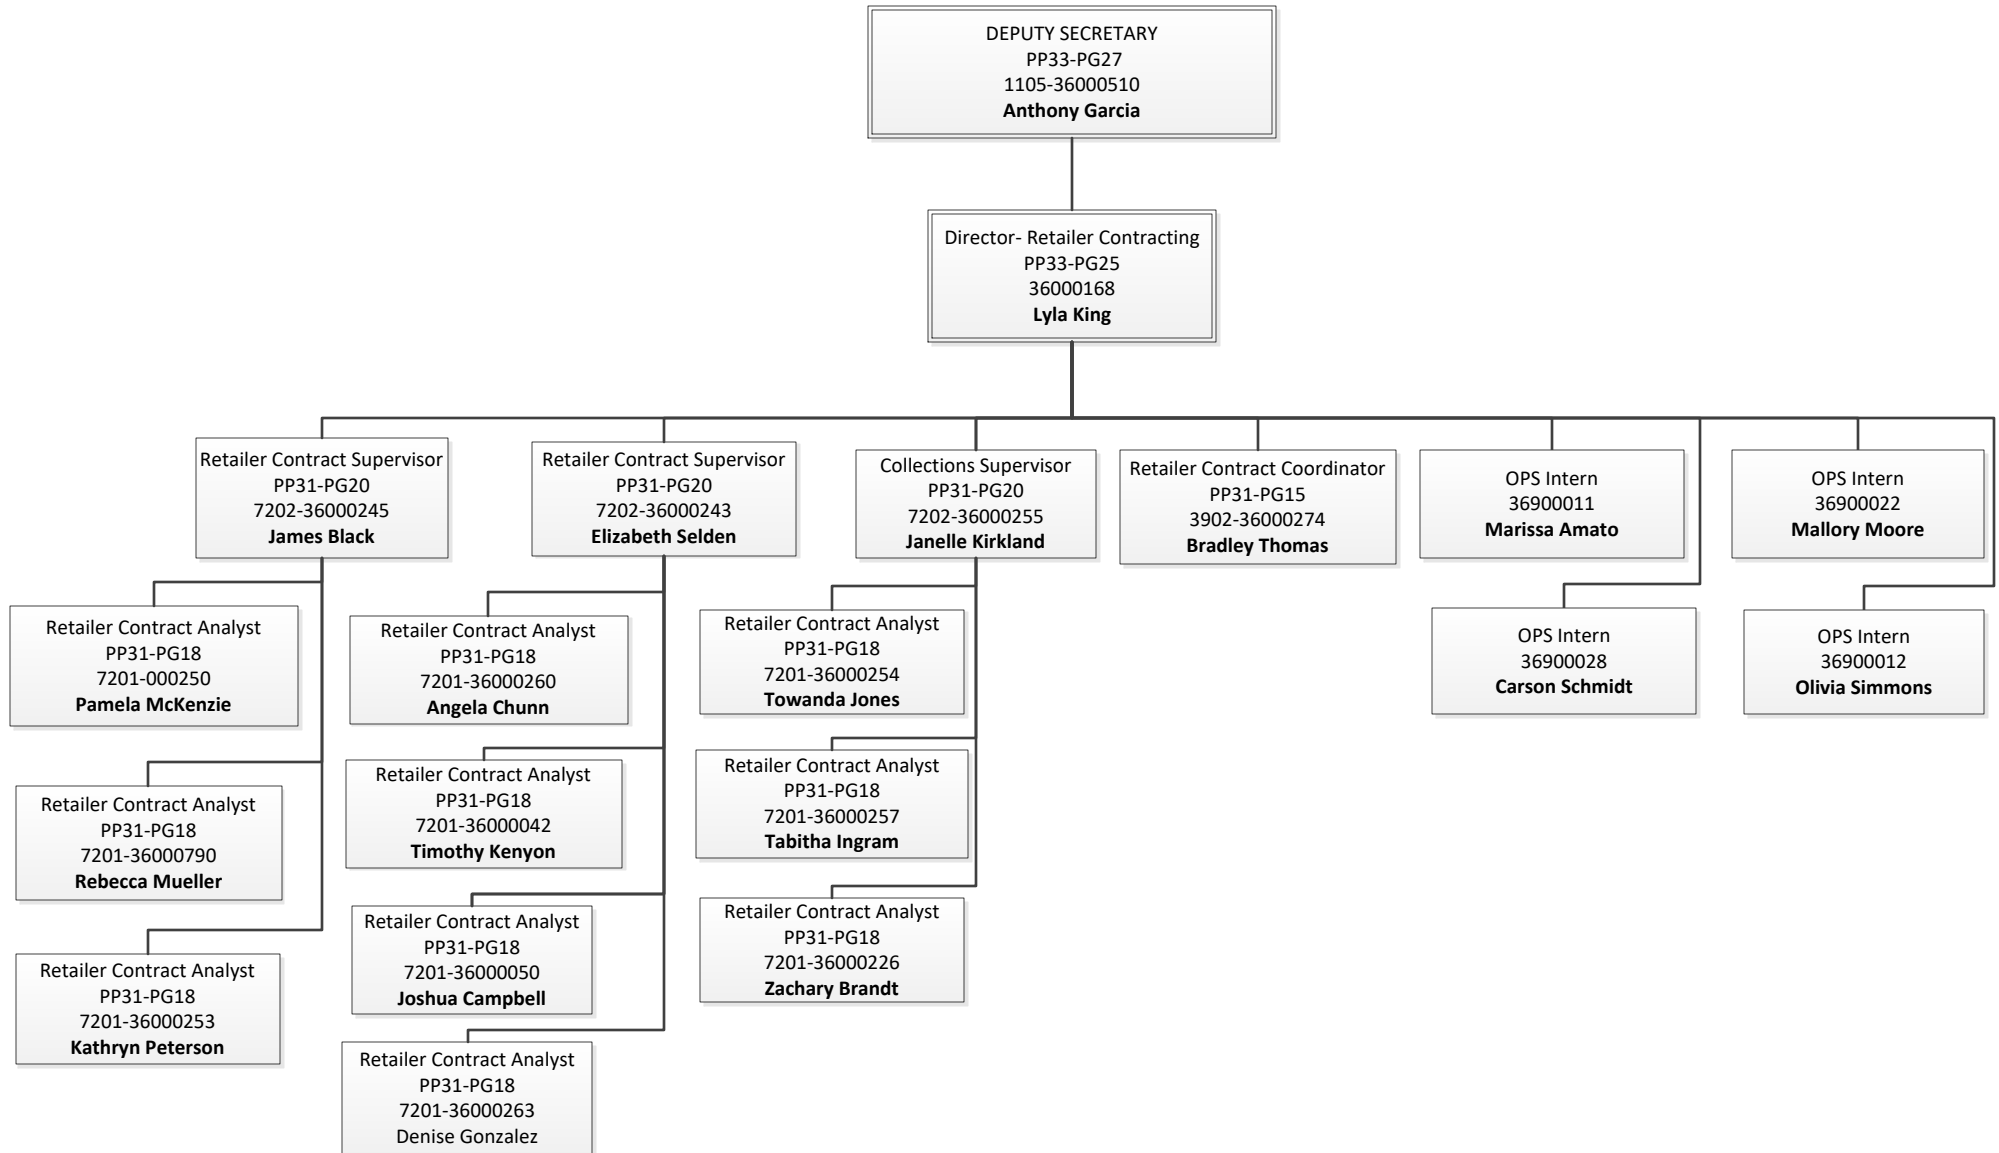 DEPUTY SECRETARY
PP33-PG27
1105-36000510
Anthony Garcia
Director- Retailer Contracting
PP33-PG25
36000168
Lyla King
Retailer Contract Supervisor
PP31-PG20
7202-36000245
James Black
Retailer Contract Supervisor
PP31-PG20
7202-36000243
Elizabeth Selden
Collections Supervisor
PP31-PG20
7202-36000255
Janelle Kirkland
Retailer Contract Coordinator
PP31-PG15
3902-36000274
Bradley Thomas
OPS Intern
36900011
Marissa Amato
OPS Intern
36900022
Mallory Moore
Retailer Contract Analyst
PP31-PG18
7201-000250
Pamela McKenzie
Retailer Contract Analyst
PP31-PG18
7201-36000260
Angela Chunn
Retailer Contract Analyst
PP31-PG18
7201-36000254
Towanda Jones
OPS Intern
36900028
Carson Schmidt
OPS Intern
36900012
Olivia Simmons
Retailer Contract Analyst
PP31-PG18
7201-36000790
Rebecca Mueller
Retailer Contract Analyst
PP31-PG18
7201-36000042
Timothy Kenyon
Retailer Contract Analyst
PP31-PG18
7201-36000257
Tabitha Ingram
Retailer Contract Analyst
PP31-PG18
7201-36000253
Kathryn Peterson
Retailer Contract Analyst
PP31-PG18
7201-36000050
Joshua Campbell
Retailer Contract Analyst
PP31-PG18
7201-36000226
Zachary Brandt
Retailer Contract Analyst
PP31-PG18
7201-36000263
Denise Gonzalez